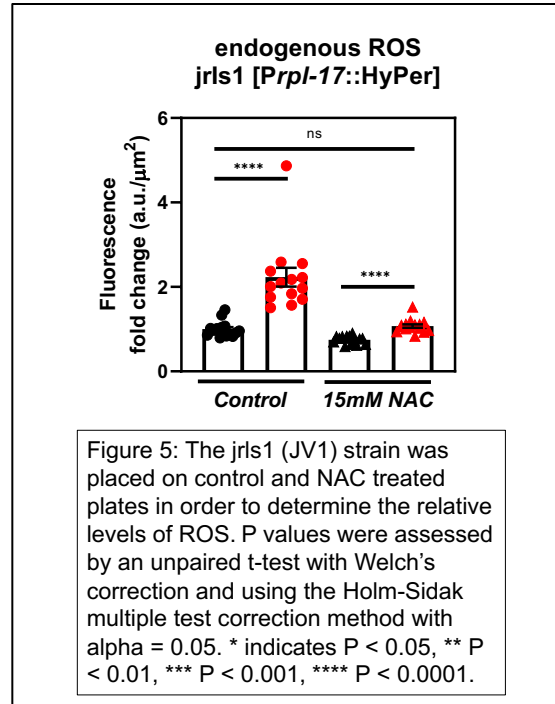 endogenous ROS
jrIs1 [Prpl-17::HyPer]
Fluorescence
fold change (a.u./μm²)
6
4
2
0
ns
****
****
Control
15mM NAC
Figure 5: The jrIs1 (JV1) strain was
placed on control and NAC treated
plates in order to determine the relative
levels of ROS. P values were assessed
by an unpaired t-test with Welch's
correction and using the Holm-Sidak
multiple test correction method with
alpha = 0.05. * indicates P < 0.05, ** P
< 0.01, *** P < 0.001, **** P < 0.0001.